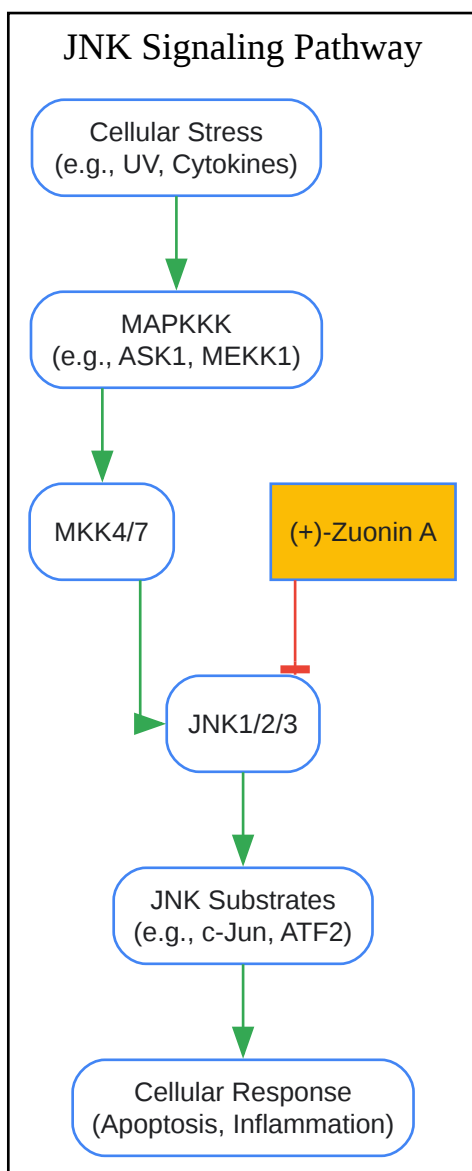 JNK Signaling Pathway
Cellular Stress
(e.g., UV, Cytokines)
MAPKKK
(e.g., ASK1, MEKK1)
MKK4/7
(+)-Zuonin A
JNK1/2/3
JNK Substrates
(e.g., c-Jun, ATF2)
Cellular Response
(Apoptosis, Inflammation)